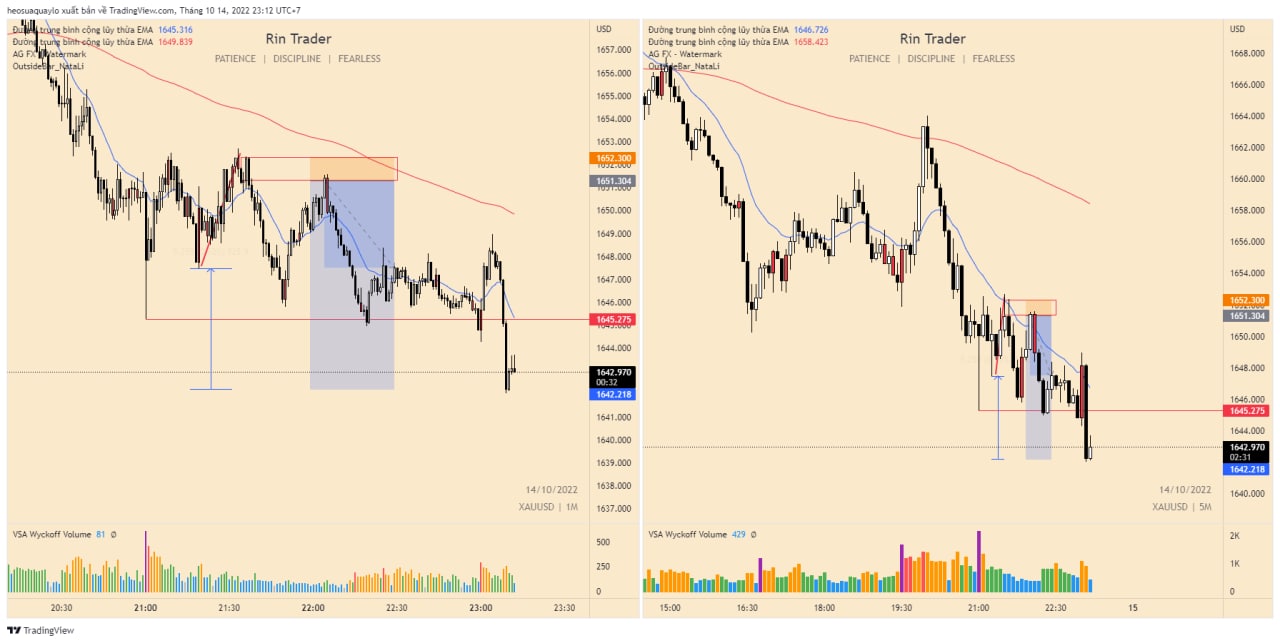 heosuaquaylo xuất bản về TradingView.com, Tháng 10 14, 2022 23:12 UTC+7
Đường trung bình cộng lũy thừa EMA 1645.316
Đường trung bình cộng lũy thừa EMA 1649.839
AG FX - Watermark
OutsideBar_NataLi
Rin Trader
PATIENCE | DISCIPLINE | FEARLESS
USD
1657.000
1656.000
1655.000
1654.000
1653.000
1652.300
1651.304
1650.000
1649.000
1648.000
1647.000
1646.000
1645.275
1644.000
1642.970
00:32
1642.218
1641.000
1640.000
1639.000
1638.000
1637.000
14/10/2022
XAUUSD | 1M
VSA Wyckoff Volume 81 Ø
500
250
0
20:30 21:00 21:30 22:00 22:30 23:00 23:30
Đường trung bình cộng lũy thừa EMA 1646.726
Đường trung bình cộng lũy thừa EMA 1658.423
AG FX - Watermark
OutsideBar_NataLi
Rin Trader
PATIENCE | DISCIPLINE | FEARLESS
USD
1668.000
1666.000
1664.000
1662.000
1660.000
1658.000
1656.000
1654.000
1652.300
1651.304
1650.000
1648.000
1646.000
1645.275
1644.000
1642.970
02:31
1642.218
1640.000
14/10/2022
XAUUSD | 5M
VSA Wyckoff Volume 429 Ø
2K
1K
0
15:00 16:30 18:00 19:30 21:00 22:30 15
TradingView